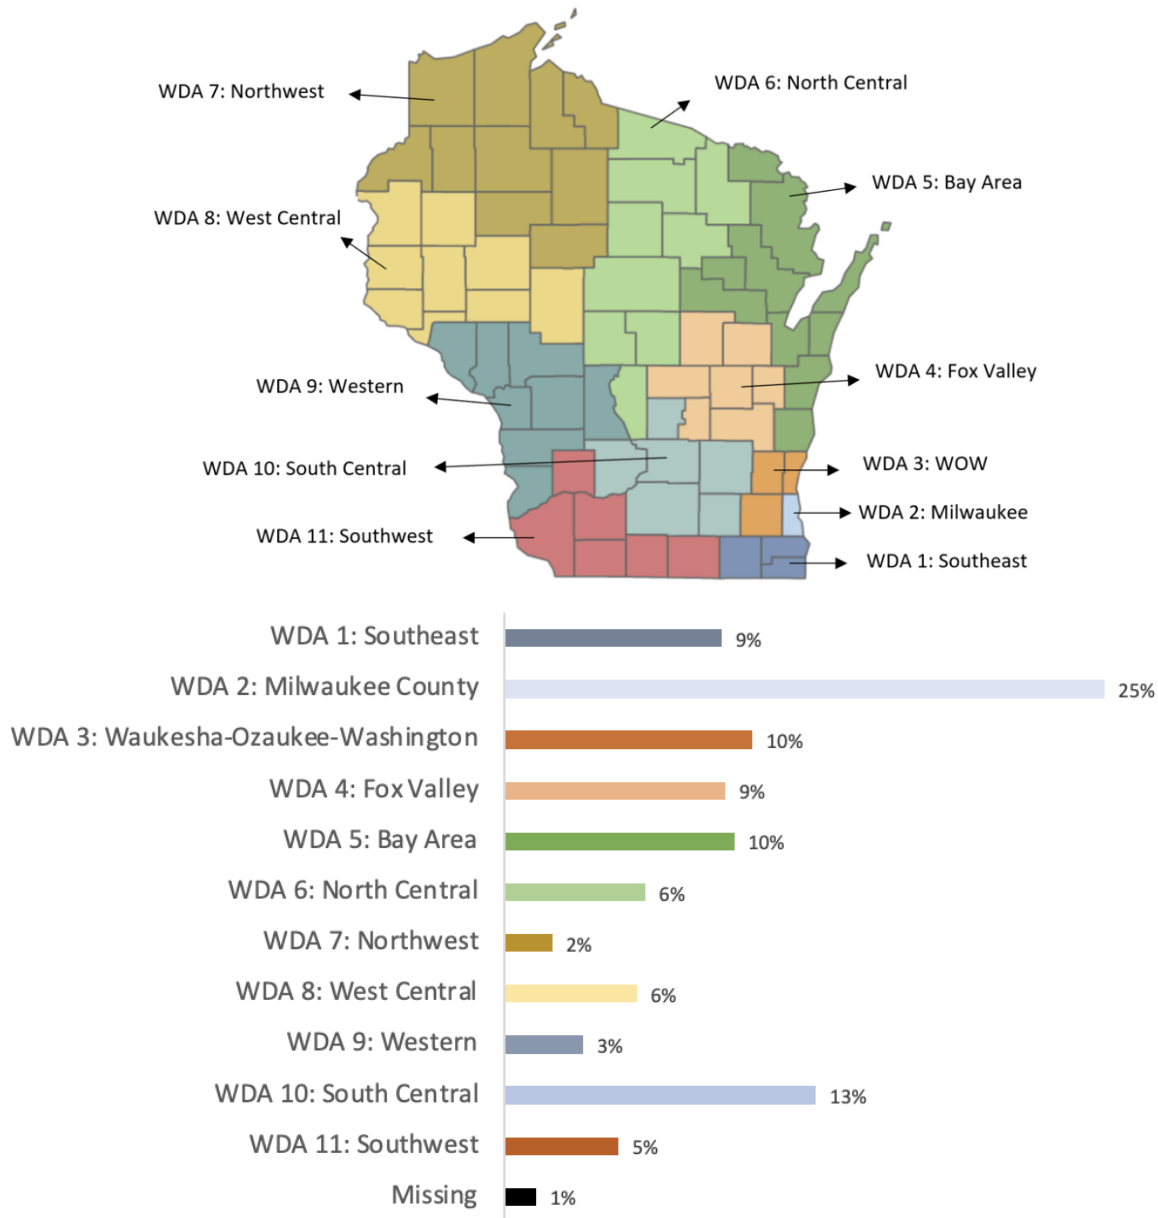 WDA 7: Northwest
WDA 6: North Central
WDA 5: Bay Area
WDA 8: West Central
WDA 9: Western
WDA 4: Fox Valley
WDA 10: South Central
WDA 3: WOW
WDA 2: Milwaukee
WDA 11: Southwest
WDA 1: Southeast
WDA 1: Southeast 9%
WDA 2: Milwaukee County 25%
WDA 3: Waukesha-Ozaukee-Washington 10%
WDA 4: Fox Valley 9%
WDA 5: Bay Area 10%
WDA 6: North Central 6%
WDA 7: Northwest 2%
WDA 8: West Central 6%
WDA 9: Western 3%
WDA 10: South Central 13%
WDA 11: Southwest 5%
Missing 1%